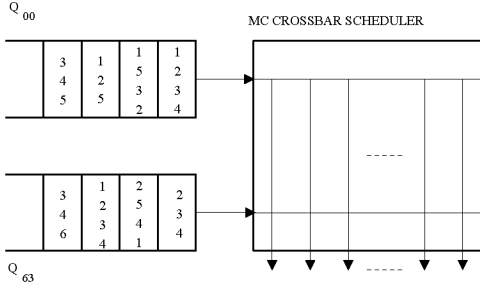 Q 00
MC CROSSBAR SCHEDULER
3 1 1 1
4 2 5 2
5 5 3 3
2 4
3 1 2 2
4 2 5 3
6 3 4 4
4 1
Q 63